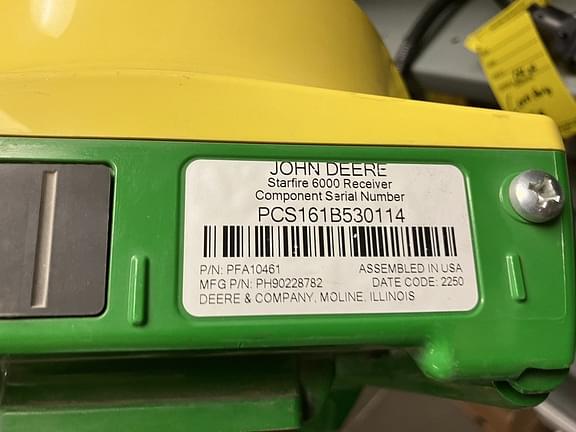 JOHN DEERE
Starfire 6000 Receiver
Component Serial Number
PCS161B530114
P/N: PFA10461
ASSEMBLED IN USA
MFG P/N: PH90228782
DATE CODE: 2250
DEERE & COMPANY, MOLINE, ILLINOIS